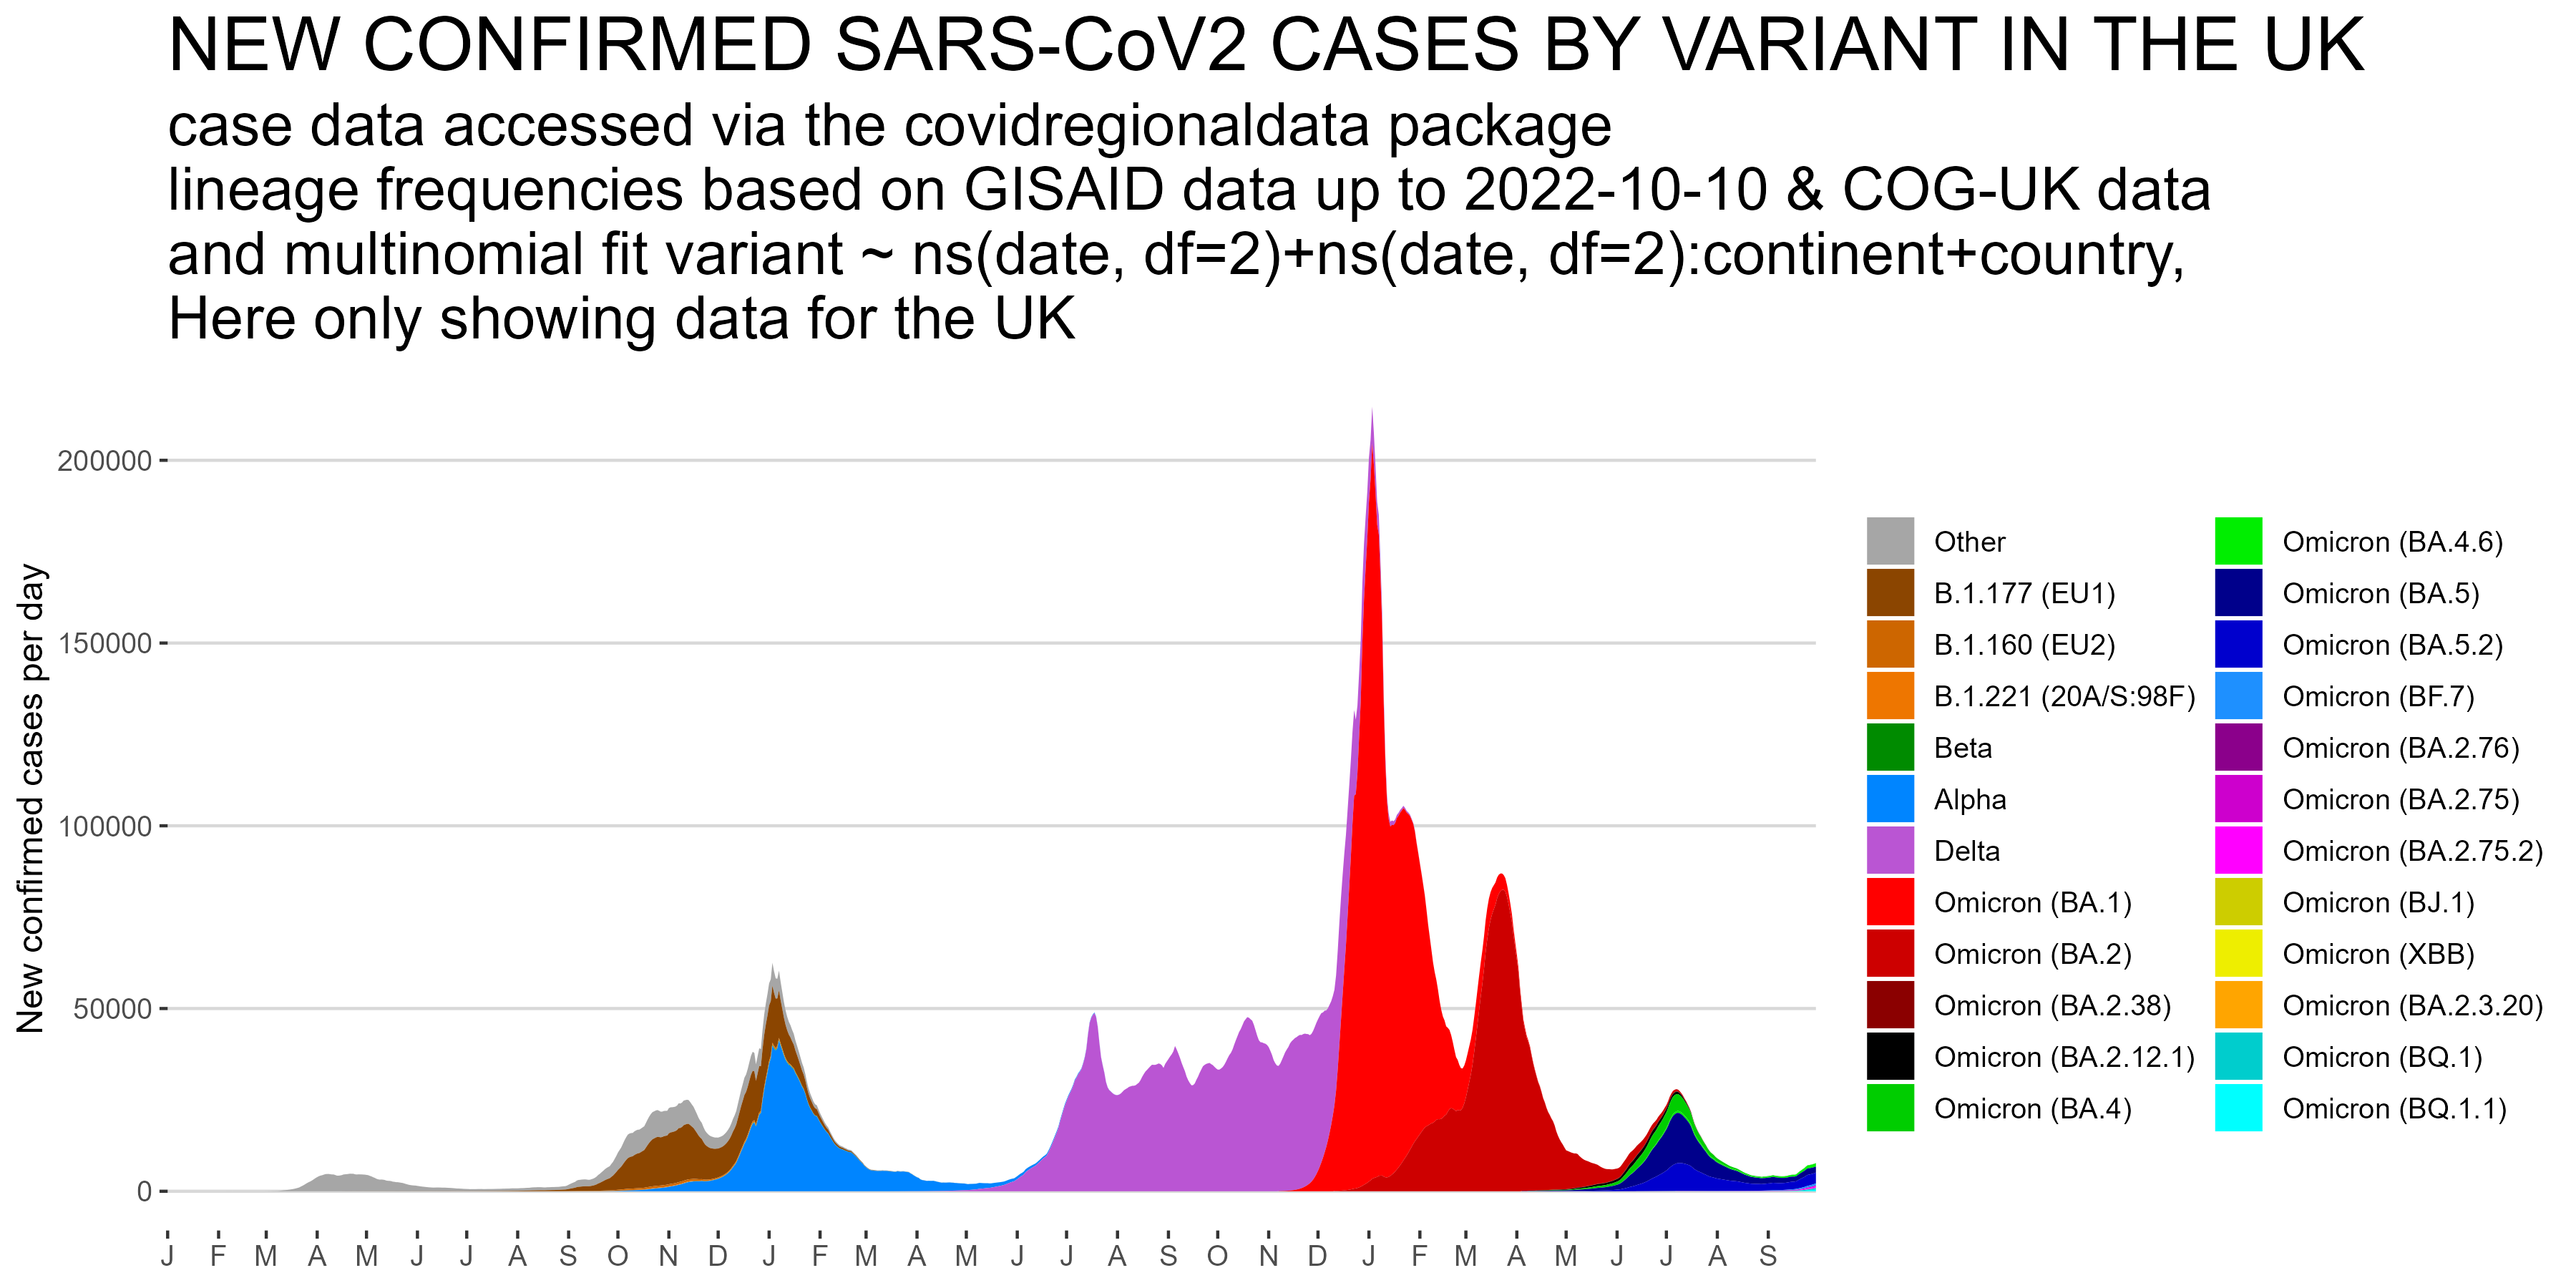 NEW CONFIRMED SARS-CoV2 CASES BY VARIANT IN THE UK
case data accessed via the covidregionaldata package
lineage frequencies based on GISAID data up to 2022-10-10 & COG-UK data
and multinomial fit variant ~ ns(date, df=2)+ns(date, df=2):continent+country,
Here only showing data for the UK
New confirmed cases per day
200000
150000
100000
50000
0
J F M A M J J A S O N D J F M A M J J A S O N D J F M A M J J A S
Other
B.1.177 (EU1)
B.1.160 (EU2)
B.1.221 (20A/S:98F)
Beta
Alpha
Delta
Omicron (BA.1)
Omicron (BA.2)
Omicron (BA.2.38)
Omicron (BA.2.12.1)
Omicron (BA.4)
Omicron (BA.4.6)
Omicron (BA.5)
Omicron (BA.5.2)
Omicron (BF.7)
Omicron (BA.2.76)
Omicron (BA.2.75)
Omicron (BA.2.75.2)
Omicron (BJ.1)
Omicron (XBB)
Omicron (BA.2.3.20)
Omicron (BQ.1)
Omicron (BQ.1.1)